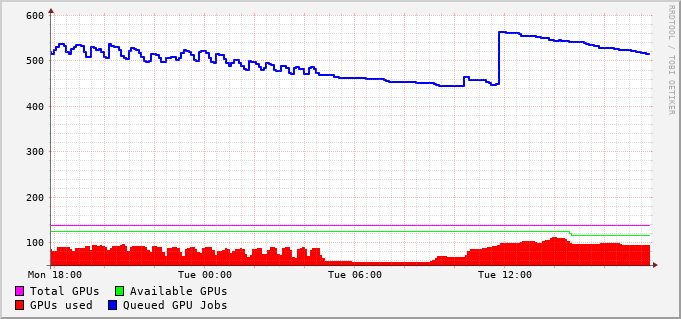 600
500
400
300
200
100
Mon 18:00 Tue 00:00 Tue 06:00 Tue 12:00
Total GPUs Available GPUs
GPUs used Queued GPU Jobs
RRDTOOL / TOBI OETIKER